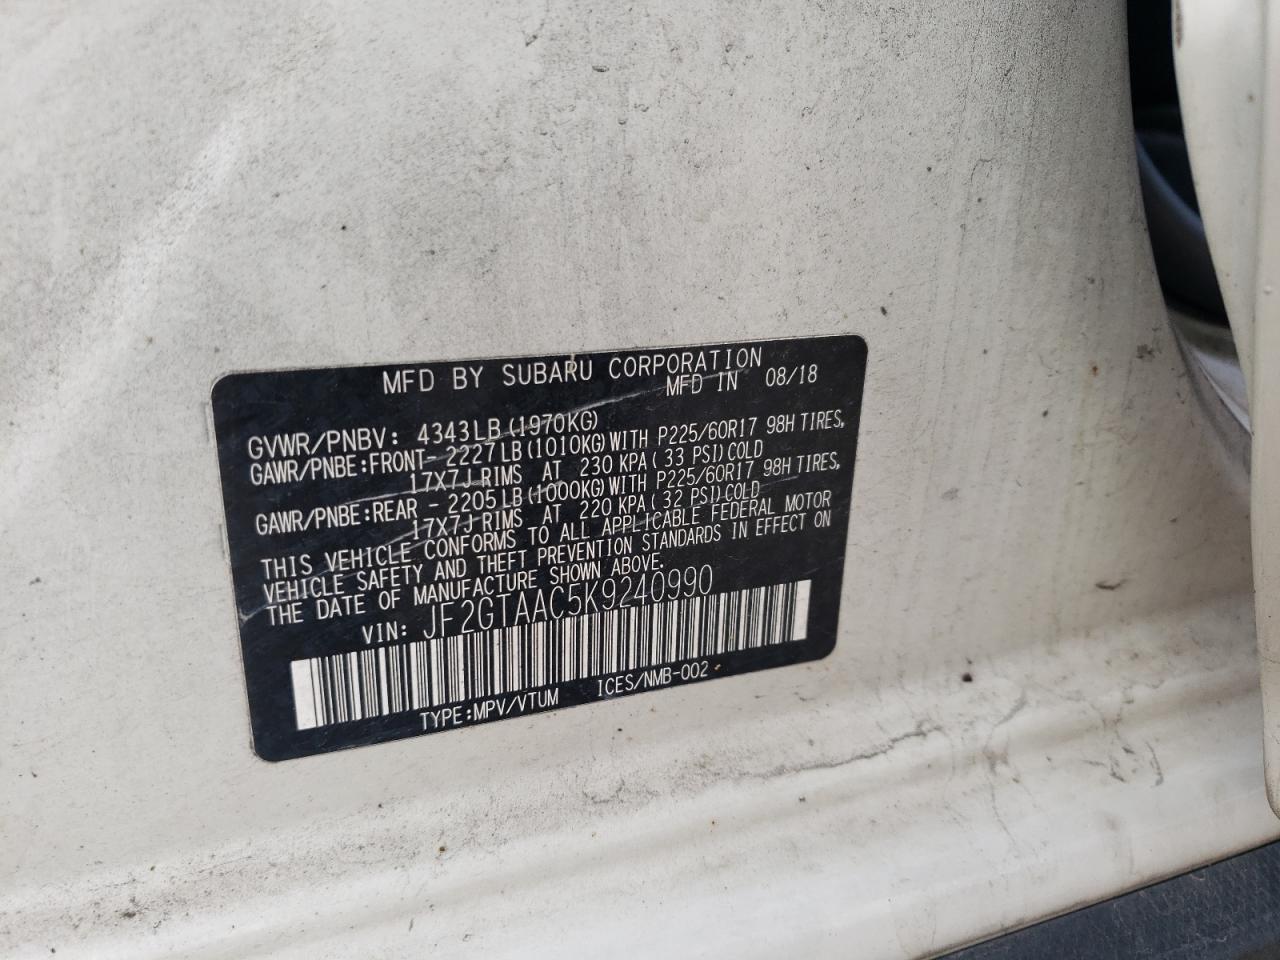 MFD BY SUBARU CORPORATION
MFD IN 08/18
GVWR/PNBV: 4343LB(1970KG)
GAWR/PNBE:FRONT- 2227LB(1010KG)WITH P225/60R17 98H TIRES,
17X7J RIMS AT 230 KPA( 33 PSI)COLD
GAWR/PNBE:REAR - 2205LB(1000KG)WITH P225/60R17 98H TIRES,
17X7J RIMS AT 220 KPA( 32 PSI)COLD
THIS VEHICLE CONFORMS TO ALL APPLICABLE FEDERAL MOTOR
VEHICLE SAFETY AND THEFT PREVENTION STANDARDS IN EFFECT ON
THE DATE OF MANUFACTURE SHOWN ABOVE.
VIN: JF2GTAAC5K9240990
TYPE:MPV/VTUM ICES/NMB-002